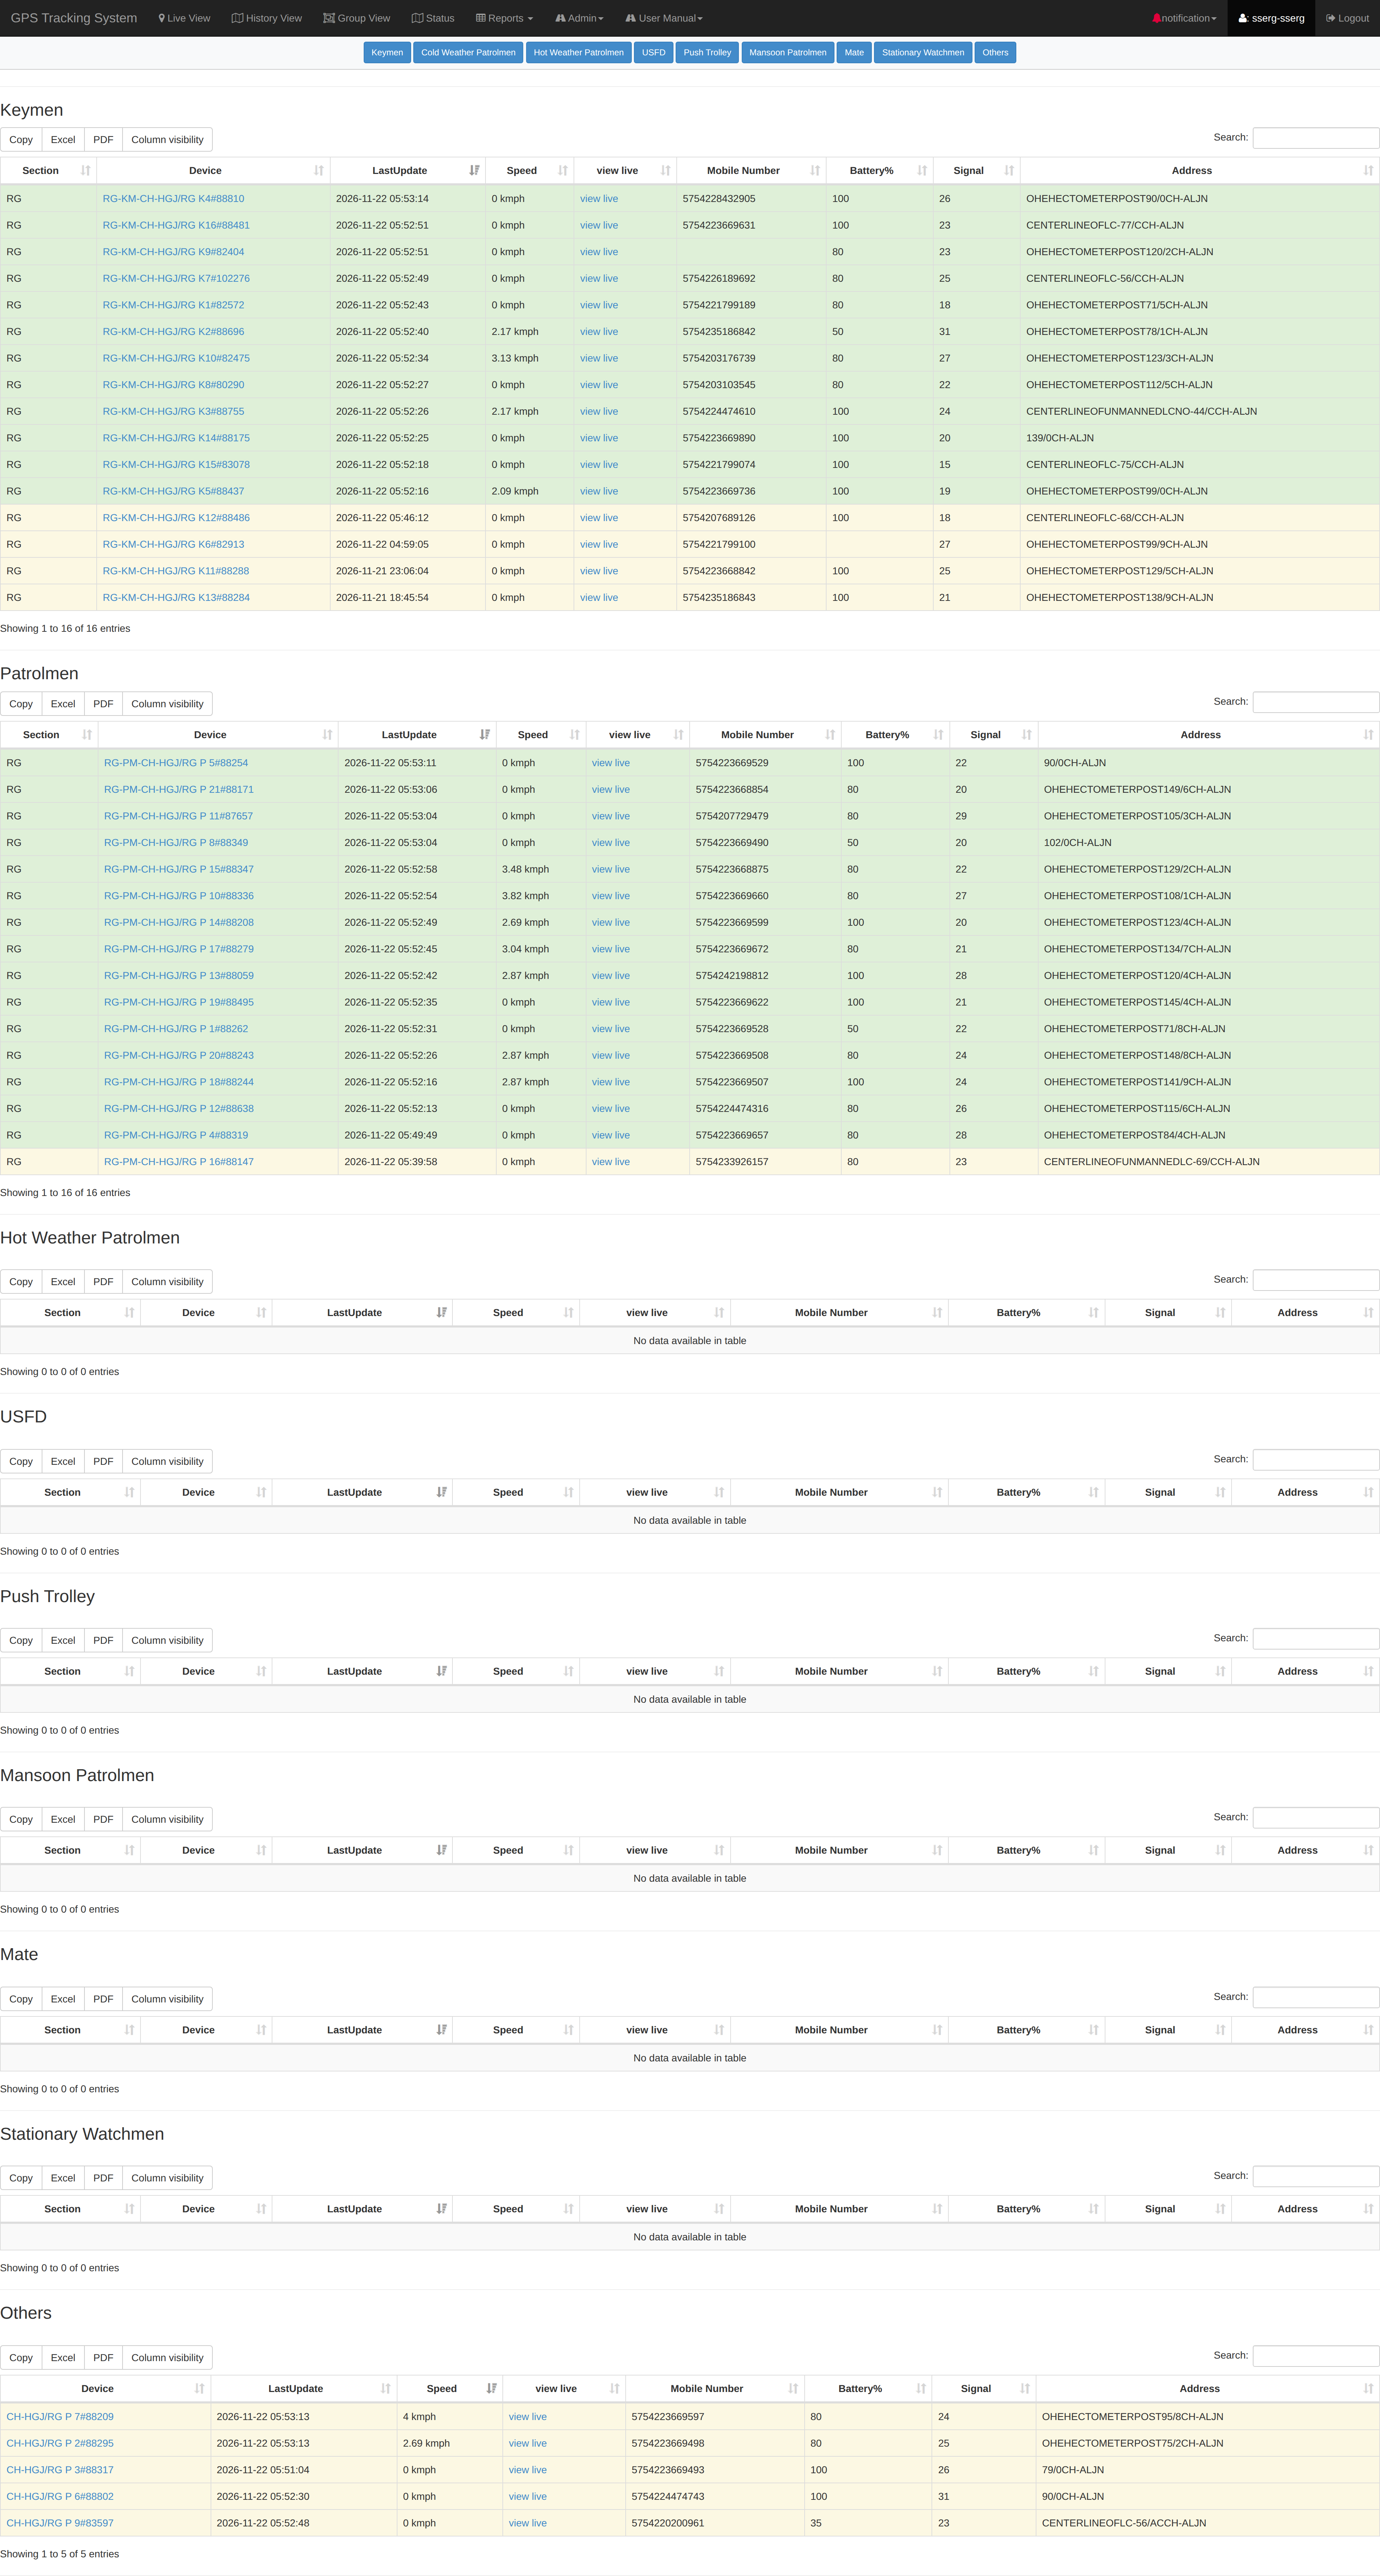 GPS Tracking System Live View History View Group View Status Reports Admin User Manual notification : sserg-sserg Logout
Keymen Cold Weather Patrolmen Hot Weather Patrolmen USFD Push Trolley Mansoon Patrolmen Mate Stationary Watchmen Others
Keymen
Copy Excel PDF Column visibility Search:
Section Device LastUpdate Speed view live Mobile Number Battery% Signal Address
RG RG-KM-CH-HGJ/RG K4#88810 2026-11-22 05:53:14 0 kmph view live 5754228432905 100 26 OHEHECTOMETERPOST90/0CH-ALJN
RG RG-KM-CH-HGJ/RG K16#88481 2026-11-22 05:52:51 0 kmph view live 5754223669631 100 23 CENTERLINEOFLC-77/CCH-ALJN
RG RG-KM-CH-HGJ/RG K9#82404 2026-11-22 05:52:51 0 kmph view live 80 23 OHEHECTOMETERPOST120/2CH-ALJN
RG RG-KM-CH-HGJ/RG K7#102276 2026-11-22 05:52:49 0 kmph view live 5754226189692 80 25 CENTERLINEOFLC-56/CCH-ALJN
RG RG-KM-CH-HGJ/RG K1#82572 2026-11-22 05:52:43 0 kmph view live 5754221799189 80 18 OHEHECTOMETERPOST71/5CH-ALJN
RG RG-KM-CH-HGJ/RG K2#88696 2026-11-22 05:52:40 2.17 kmph view live 5754235186842 50 31 OHEHECTOMETERPOST78/1CH-ALJN
RG RG-KM-CH-HGJ/RG K10#82475 2026-11-22 05:52:34 3.13 kmph view live 5754203176739 80 27 OHEHECTOMETERPOST123/3CH-ALJN
RG RG-KM-CH-HGJ/RG K8#80290 2026-11-22 05:52:27 0 kmph view live 5754203103545 80 22 OHEHECTOMETERPOST112/5CH-ALJN
RG RG-KM-CH-HGJ/RG K3#88755 2026-11-22 05:52:26 2.17 kmph view live 5754224474610 100 24 CENTERLINEOFUNMANNEDLCNO-44/CCH-ALJN
RG RG-KM-CH-HGJ/RG K14#88175 2026-11-22 05:52:25 0 kmph view live 5754223669890 100 20 139/0CH-ALJN
RG RG-KM-CH-HGJ/RG K15#83078 2026-11-22 05:52:18 0 kmph view live 5754221799074 100 15 CENTERLINEOFLC-75/CCH-ALJN
RG RG-KM-CH-HGJ/RG K5#88437 2026-11-22 05:52:16 2.09 kmph view live 5754223669736 100 19 OHEHECTOMETERPOST99/0CH-ALJN
RG RG-KM-CH-HGJ/RG K12#88486 2026-11-22 05:46:12 0 kmph view live 5754207689126 100 18 CENTERLINEOFLC-68/CCH-ALJN
RG RG-KM-CH-HGJ/RG K6#82913 2026-11-22 04:59:05 0 kmph view live 5754221799100 27 OHEHECTOMETERPOST99/9CH-ALJN
RG RG-KM-CH-HGJ/RG K11#88288 2026-11-21 23:06:04 0 kmph view live 5754223668842 100 25 OHEHECTOMETERPOST129/5CH-ALJN
RG RG-KM-CH-HGJ/RG K13#88284 2026-11-21 18:45:54 0 kmph view live 5754235186843 100 21 OHEHECTOMETERPOST138/9CH-ALJN
Showing 1 to 16 of 16 entries
Patrolmen
Copy Excel PDF Column visibility Search:
Section Device LastUpdate Speed view live Mobile Number Battery% Signal Address
RG RG-PM-CH-HGJ/RG P 5#88254 2026-11-22 05:53:11 0 kmph view live 5754223669529 100 22 90/0CH-ALJN
RG RG-PM-CH-HGJ/RG P 21#88171 2026-11-22 05:53:06 0 kmph view live 5754223668854 80 20 OHEHECTOMETERPOST149/6CH-ALJN
RG RG-PM-CH-HGJ/RG P 11#87657 2026-11-22 05:53:04 0 kmph view live 5754207729479 80 29 OHEHECTOMETERPOST105/3CH-ALJN
RG RG-PM-CH-HGJ/RG P 8#88349 2026-11-22 05:53:04 0 kmph view live 5754223669490 50 20 102/0CH-ALJN
RG RG-PM-CH-HGJ/RG P 15#88347 2026-11-22 05:52:58 3.48 kmph view live 5754223668875 80 22 OHEHECTOMETERPOST129/2CH-ALJN
RG RG-PM-CH-HGJ/RG P 10#88336 2026-11-22 05:52:54 3.82 kmph view live 5754223669660 80 27 OHEHECTOMETERPOST108/1CH-ALJN
RG RG-PM-CH-HGJ/RG P 14#88208 2026-11-22 05:52:49 2.69 kmph view live 5754223669599 100 20 OHEHECTOMETERPOST123/4CH-ALJN
RG RG-PM-CH-HGJ/RG P 17#88279 2026-11-22 05:52:45 3.04 kmph view live 5754223669672 80 21 OHEHECTOMETERPOST134/7CH-ALJN
RG RG-PM-CH-HGJ/RG P 13#88059 2026-11-22 05:52:42 2.87 kmph view live 5754242198812 100 28 OHEHECTOMETERPOST120/4CH-ALJN
RG RG-PM-CH-HGJ/RG P 19#88495 2026-11-22 05:52:35 0 kmph view live 5754223669622 100 21 OHEHECTOMETERPOST145/4CH-ALJN
RG RG-PM-CH-HGJ/RG P 1#88262 2026-11-22 05:52:31 0 kmph view live 5754223669528 50 22 OHEHECTOMETERPOST71/8CH-ALJN
RG RG-PM-CH-HGJ/RG P 20#88243 2026-11-22 05:52:26 2.87 kmph view live 5754223669508 80 24 OHEHECTOMETERPOST148/8CH-ALJN
RG RG-PM-CH-HGJ/RG P 18#88244 2026-11-22 05:52:16 2.87 kmph view live 5754223669507 100 24 OHEHECTOMETERPOST141/9CH-ALJN
RG RG-PM-CH-HGJ/RG P 12#88638 2026-11-22 05:52:13 0 kmph view live 5754224474316 80 26 OHEHECTOMETERPOST115/6CH-ALJN
RG RG-PM-CH-HGJ/RG P 4#88319 2026-11-22 05:49:49 0 kmph view live 5754223669657 80 28 OHEHECTOMETERPOST84/4CH-ALJN
RG RG-PM-CH-HGJ/RG P 16#88147 2026-11-22 05:39:58 0 kmph view live 5754233926157 80 23 CENTERLINEOFUNMANNEDLC-69/CCH-ALJN
Showing 1 to 16 of 16 entries
Hot Weather Patrolmen
Copy Excel PDF Column visibility Search:
Section Device LastUpdate Speed view live Mobile Number Battery% Signal Address
No data available in table
Showing 0 to 0 of 0 entries
USFD
Copy Excel PDF Column visibility Search:
Section Device LastUpdate Speed view live Mobile Number Battery% Signal Address
No data available in table
Showing 0 to 0 of 0 entries
Push Trolley
Copy Excel PDF Column visibility Search:
Section Device LastUpdate Speed view live Mobile Number Battery% Signal Address
No data available in table
Showing 0 to 0 of 0 entries
Mansoon Patrolmen
Copy Excel PDF Column visibility Search:
Section Device LastUpdate Speed view live Mobile Number Battery% Signal Address
No data available in table
Showing 0 to 0 of 0 entries
Mate
Copy Excel PDF Column visibility Search:
Section Device LastUpdate Speed view live Mobile Number Battery% Signal Address
No data available in table
Showing 0 to 0 of 0 entries
Stationary Watchmen
Copy Excel PDF Column visibility Search:
Section Device LastUpdate Speed view live Mobile Number Battery% Signal Address
No data available in table
Showing 0 to 0 of 0 entries
Others
Copy Excel PDF Column visibility Search:
Device LastUpdate Speed view live Mobile Number Battery% Signal Address
CH-HGJ/RG P 7#88209 2026-11-22 05:53:13 4 kmph view live 5754223669597 80 24 OHEHECTOMETERPOST95/8CH-ALJN
CH-HGJ/RG P 2#88295 2026-11-22 05:53:13 2.69 kmph view live 5754223669498 80 25 OHEHECTOMETERPOST75/2CH-ALJN
CH-HGJ/RG P 3#88317 2026-11-22 05:51:04 0 kmph view live 5754223669493 100 26 79/0CH-ALJN
CH-HGJ/RG P 6#88802 2026-11-22 05:52:30 0 kmph view live 5754224474743 100 31 90/0CH-ALJN
CH-HGJ/RG P 9#83597 2026-11-22 05:52:48 0 kmph view live 5754220200961 35 23 CENTERLINEOFLC-56/ACCH-ALJN
Showing 1 to 5 of 5 entries